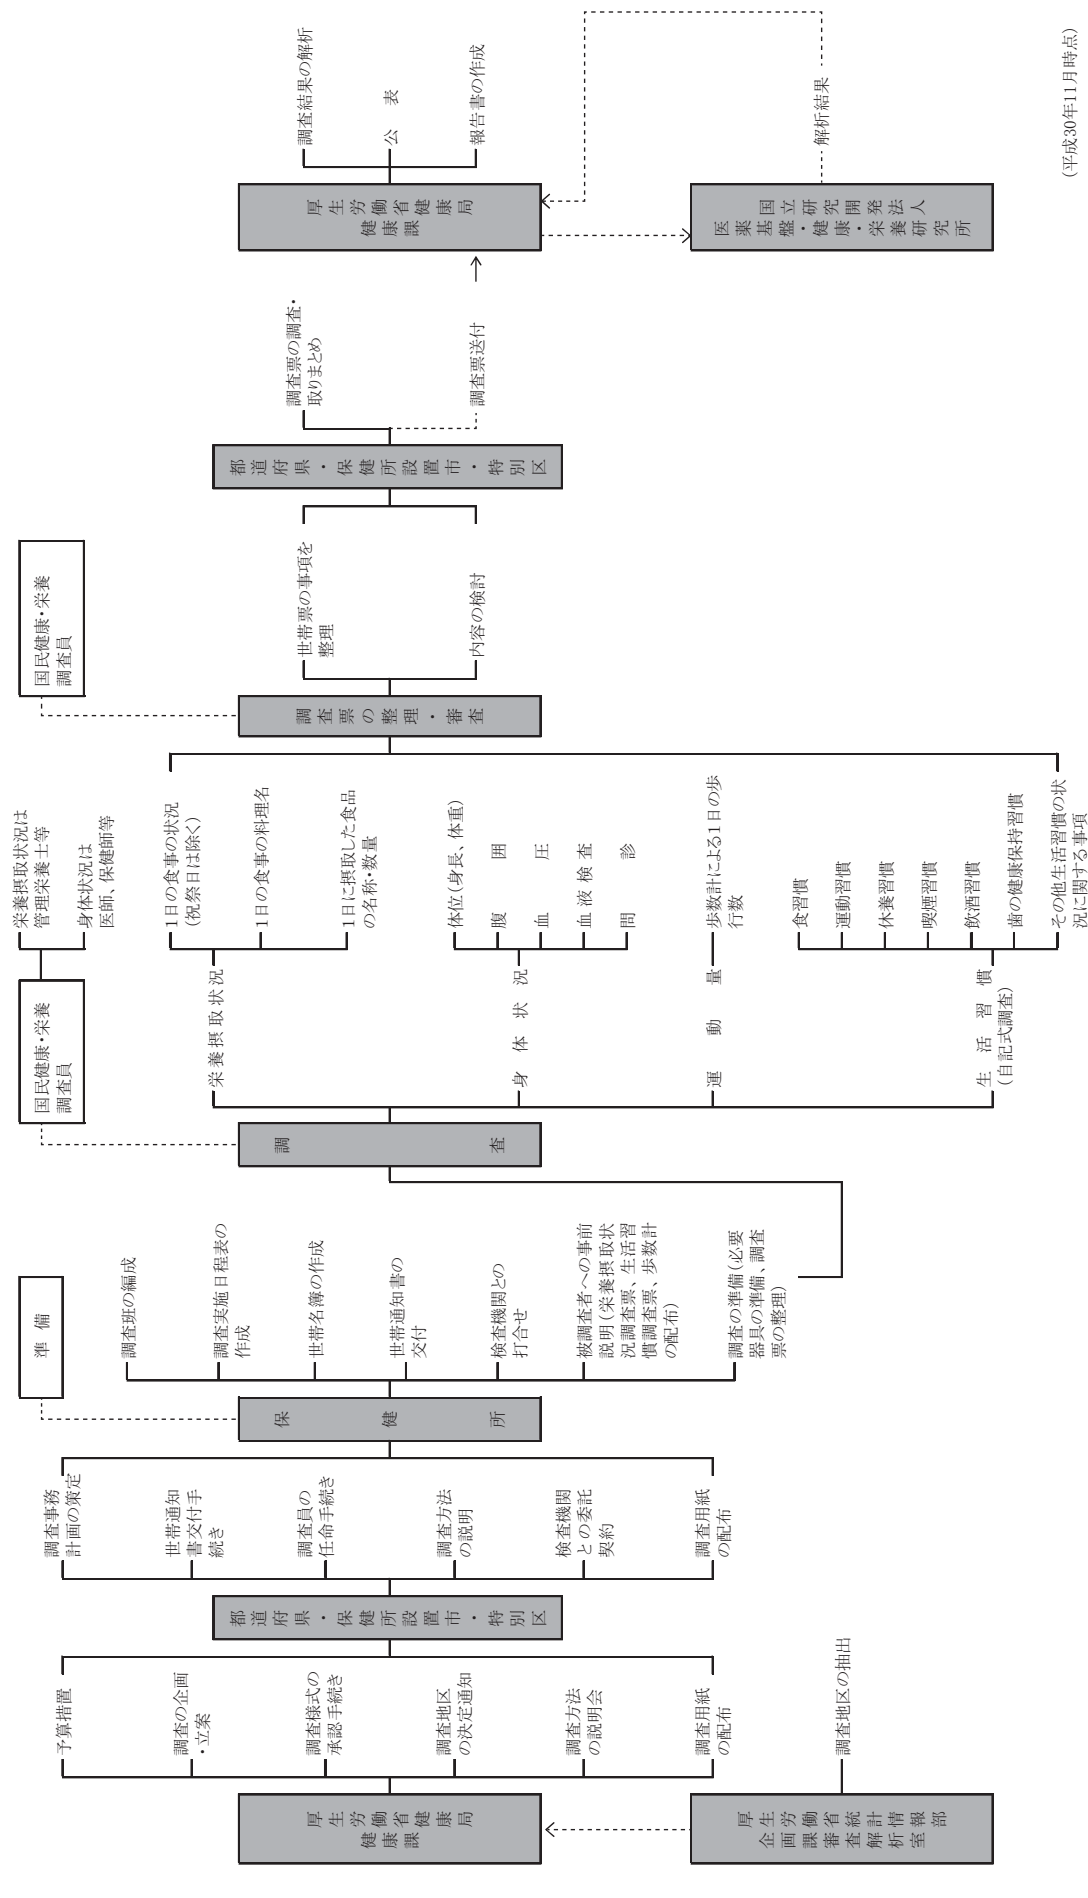 厚生労働省健康局
健康課
予算措置
調査の企画
・立案
調査様式の
承認手続き
調査地区
の決定通知
調査方法
の説明会
調査用紙
の配布
厚生労働省統計情報部
企画課審査解析室
調査地区の抽出
都道府県・保健所設置市・特別区
調査事務
計画の策定
世帯通知
書交付手
続き
調査員の
任命手続き
調査方法
の説明
検査機関
との委託
契約
調査用紙
の配布
準備
保健所
調査班の編成
調査実施日程表の
作成
世帯名簿の作成
世帯通知書の
交付
検査機関との
打合せ
被調査者への事前
説明(栄養摂取状
況調査票、生活習
慣調査票、歩数計
の配布)
調査の準備(必要
器具の準備、調査
票の整理)
国民健康・栄養
調査員
栄養摂取状況は
管理栄養士等
身体状況は
医師、保健師等
調査
栄養摂取状況
1日の食事の状況
(祝祭日は除く)
1日の食事の料理名
1日に摂取した食品
の名称・数量
身体状況
体位(身長、体重)
腹囲
血圧
血液検査
問診
運動量
歩数計による1日の歩
行数
生活習慣
(自記式調査)
食習慣
運動習慣
休養習慣
喫煙習慣
飲酒習慣
歯の健康保持習慣
その他生活習慣の状
況に関する事項
国民健康・栄養
調査員
調査票の整理・審査
世帯票の事項を
整理
内容の検討
都道府県・保健所設置市・特別区
調査票の調査・
取りまとめ
調査票送付
厚生労働省健康局
健康課
調査結果の解析
公表
報告書の作成
国立研究開発法人
医薬基盤・健康・栄養研究所
解析結果
(平成30年11月時点)